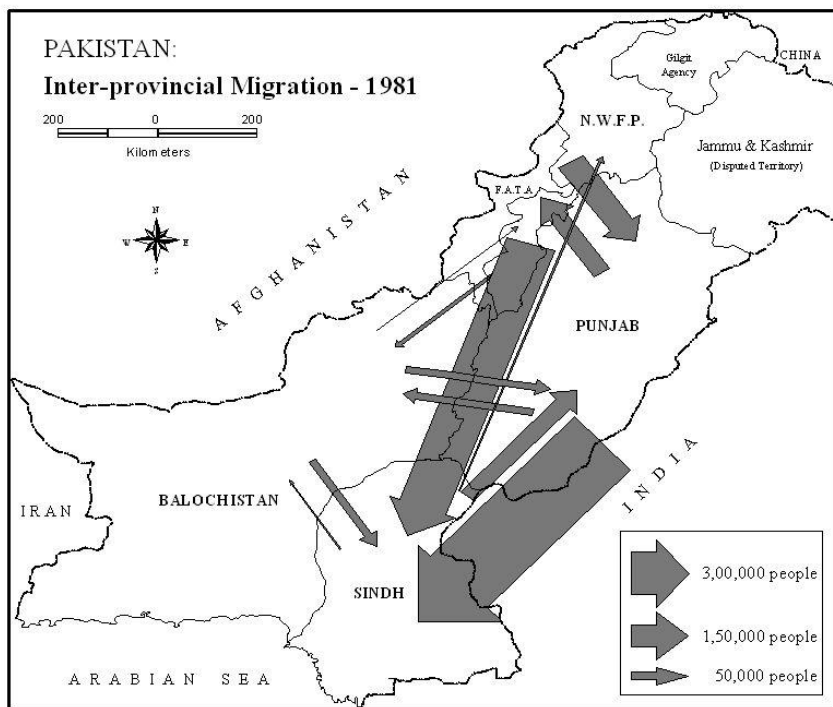 PAKISTAN:
Inter-provincial Migration - 1981
200 0 200
Kilometers
N
W E
S
Gilgit
Agency
CHINA
N.W.F.P.
Jammu & Kashmir
(Disputed Territory)
F.A.T.A.
AFGHANISTAN
PUNJAB
INDIA
BALOCHISTAN
IRAN
SINDH
ARABIAN SEA
3,00,000 people
1,50,000 people
50,000 people